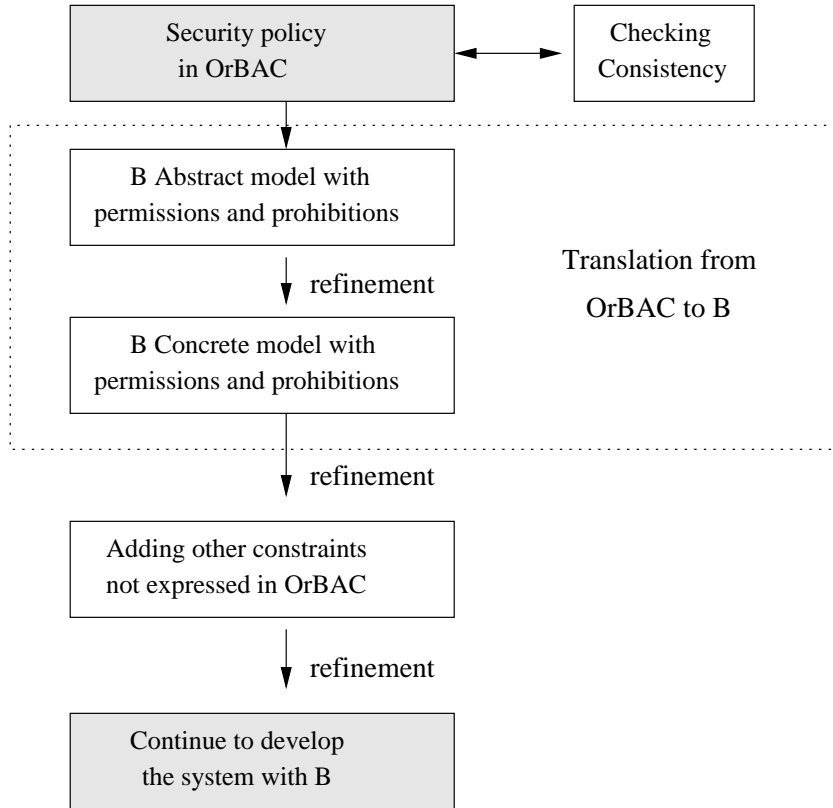 Security policy
in OrBAC
Checking
Consistency
B Abstract model with
permissions and prohibitions
refinement
Translation from
OrBAC to B
B Concrete model with
permissions and prohibitions
refinement
Adding other constraints
not expressed in OrBAC
refinement
Continue to develop
the system with B